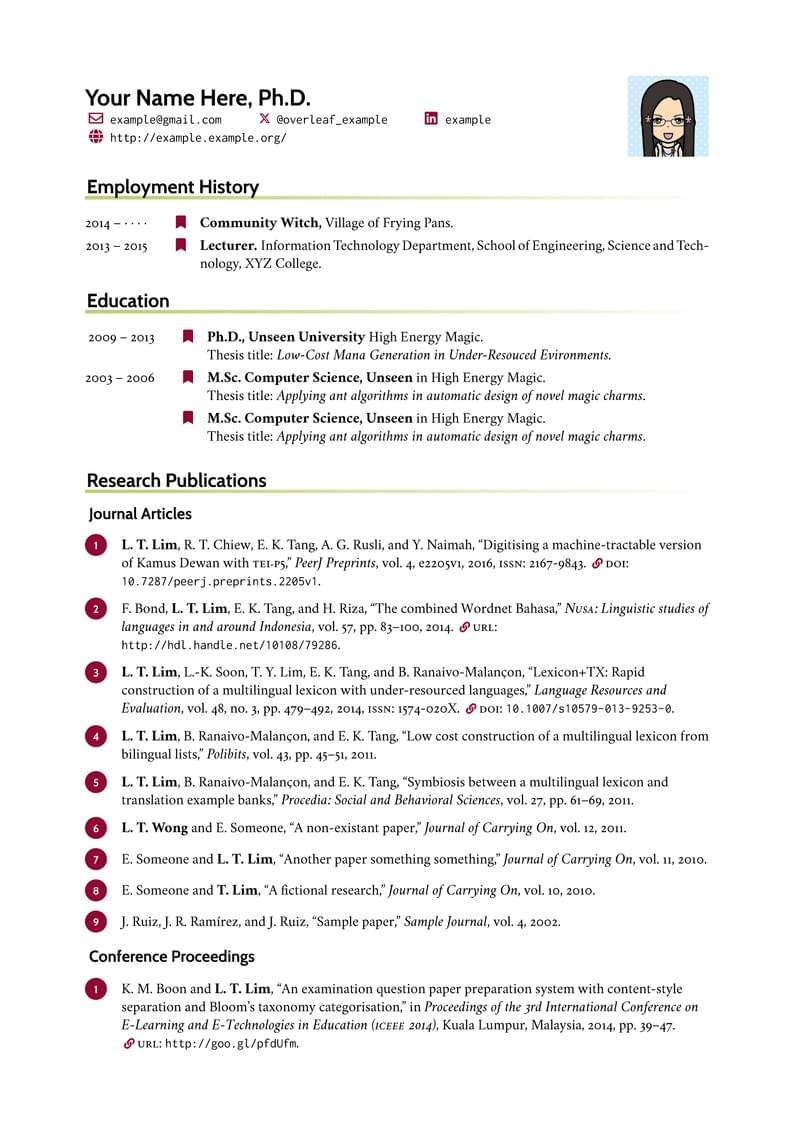 Your Name Here, Ph.D.
example@gmail.com @overleaf_example example
http://example.example.org/
Employment History
2014 – · · · · Community Witch, Village of Frying Pans.
2013 – 2015 Lecturer. Information Technology Department, School of Engineering, Science and Tech-
nology, XYZ College.
Education
2009 – 2013 Ph.D., Unseen University High Energy Magic.
Thesis title: Low-Cost Mana Generation in Under-Resouced Evironments.
2003 – 2006 M.Sc. Computer Science, Unseen in High Energy Magic.
Thesis title: Applying ant algorithms in automatic design of novel magic charms.
M.Sc. Computer Science, Unseen in High Energy Magic.
Thesis title: Applying ant algorithms in automatic design of novel magic charms.
Research Publications
Journal Articles
1 L. T. Lim, R. T. Chiew, E. K. Tang, A. G. Rusli, and Y. Naimah, “Digitising a machine-tractable version
of Kamus Dewan with TEI-P5,” PeerJ Preprints, vol. 4, e2205v1, 2016, ISSN: 2167-9843. DOI:
10.7287/peerj.preprints.2205v1.
2 F. Bond, L. T. Lim, E. K. Tang, and H. Riza, “The combined Wordnet Bahasa,” NUSA: Linguistic studies of
languages in and around Indonesia, vol. 57, pp. 83–100, 2014. URL:
http://hdl.handle.net/10108/79286.
3 L. T. Lim, L.-K. Soon, T. Y. Lim, E. K. Tang, and B. Ranaivo-Malançon, “Lexicon+TX: Rapid
construction of a multilingual lexicon with under-resourced languages,” Language Resources and
Evaluation, vol. 48, no. 3, pp. 479–492, 2014, ISSN: 1574-020X. DOI: 10.1007/s10579-013-9253-0.
4 L. T. Lim, B. Ranaivo-Malançon, and E. K. Tang, “Low cost construction of a multilingual lexicon from
bilingual lists,” Polibits, vol. 43, pp. 45–51, 2011.
5 L. T. Lim, B. Ranaivo-Malançon, and E. K. Tang, “Symbiosis between a multilingual lexicon and
translation example banks,” Procedia: Social and Behavioral Sciences, vol. 27, pp. 61–69, 2011.
6 L. T. Wong and E. Someone, “A non-existant paper,” Journal of Carrying On, vol. 12, 2011.
7 E. Someone and L. T. Lim, “Another paper something something,” Journal of Carrying On, vol. 11, 2010.
8 E. Someone and T. Lim, “A fictional research,” Journal of Carrying On, vol. 10, 2010.
9 J. Ruiz, J. R. Ramírez, and J. Ruiz, “Sample paper,” Sample Journal, vol. 4, 2002.
Conference Proceedings
1 K. M. Boon and L. T. Lim, “An examination question paper preparation system with content-style
separation and Bloom’s taxonomy categorisation,” in Proceedings of the 3rd International Conference on
E-Learning and E-Technologies in Education (ICEEE 2014), Kuala Lumpur, Malaysia, 2014, pp. 39–47.
URL: http://goo.gl/pfdUfm.